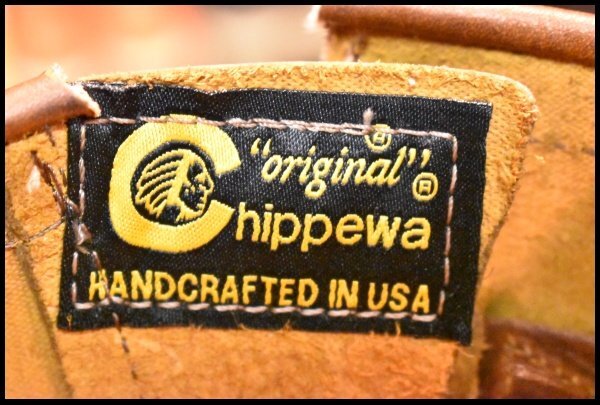 "original" ®
Chippewa ®
HANDCRAFTED IN USA